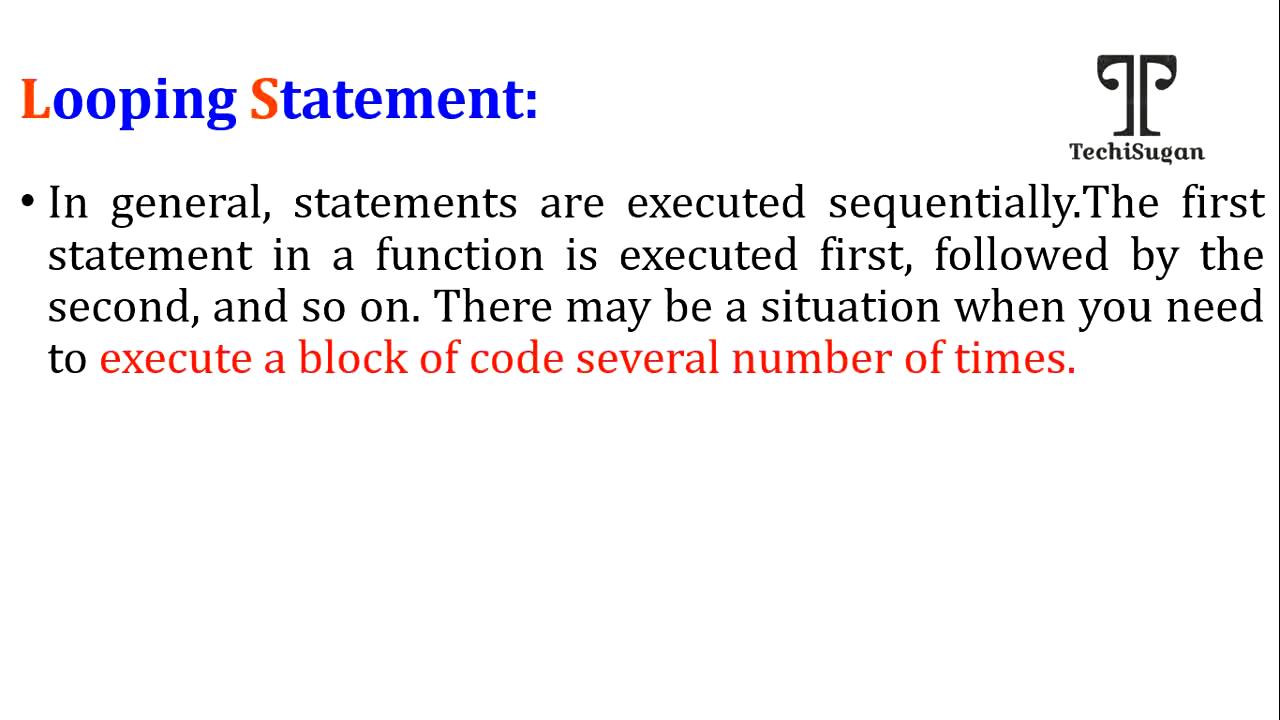 Looping Statement:
TechiSugan
• In general, statements are executed sequentially.The first
statement in a function is executed first, followed by the
second, and so on. There may be a situation when you need
to execute a block of code several number of times.